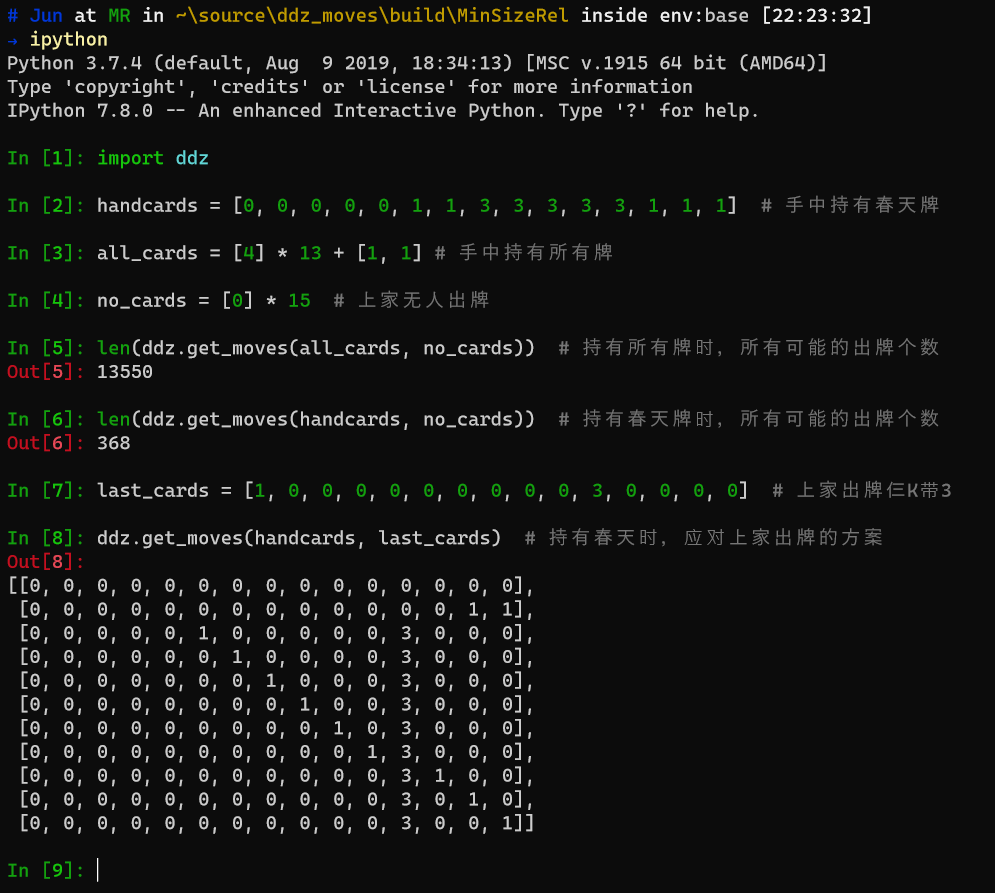 # Jun at MR in ~\source\ddz_moves\build\MinSizeRel inside env:base [22:23:32]
→ ipython
Python 3.7.4 (default, Aug  9 2019, 18:34:13) [MSC v.1915 64 bit (AMD64)]
Type 'copyright', 'credits' or 'license' for more information
IPython 7.8.0 -- An enhanced Interactive Python. Type '?' for help.
In [1]: import ddz
In [2]: handcards = [0, 0, 0, 0, 0, 1, 1, 3, 3, 3, 3, 3, 1, 1, 1]  # 手中持有春天牌
In [3]: all_cards = [4] * 13 + [1, 1] # 手中持有所有牌
In [4]: no_cards = [0] * 15  # 上家无人出牌
In [5]: len(ddz.get_moves(all_cards, no_cards))  # 持有所有牌时, 所有可能的出牌个数
Out[5]: 13550
In [6]: len(ddz.get_moves(handcards, no_cards))  # 持有春天牌时, 所有可能的出牌个数
Out[6]: 368
In [7]: last_cards = [1, 0, 0, 0, 0, 0, 0, 0, 0, 0, 3, 0, 0, 0, 0]  # 上家出牌仨K带3
In [8]: ddz.get_moves(handcards, last_cards)  # 持有春天时, 应对上家出牌的方案
Out[8]:
[[0, 0, 0, 0, 0, 0, 0, 0, 0, 0, 0, 0, 0, 0, 0],
 [0, 0, 0, 0, 0, 0, 0, 0, 0, 0, 0, 0, 0, 1, 1],
 [0, 0, 0, 0, 0, 1, 0, 0, 0, 0, 0, 3, 0, 0, 0],
 [0, 0, 0, 0, 0, 0, 1, 0, 0, 0, 0, 3, 0, 0, 0],
 [0, 0, 0, 0, 0, 0, 0, 1, 0, 0, 0, 3, 0, 0, 0],
 [0, 0, 0, 0, 0, 0, 0, 0, 1, 0, 0, 3, 0, 0, 0],
 [0, 0, 0, 0, 0, 0, 0, 0, 0, 1, 0, 3, 0, 0, 0],
 [0, 0, 0, 0, 0, 0, 0, 0, 0, 0, 1, 3, 0, 0, 0],
 [0, 0, 0, 0, 0, 0, 0, 0, 0, 0, 0, 3, 1, 0, 0],
 [0, 0, 0, 0, 0, 0, 0, 0, 0, 0, 0, 3, 0, 1, 0],
 [0, 0, 0, 0, 0, 0, 0, 0, 0, 0, 0, 3, 0, 0, 1]]
In [9]: